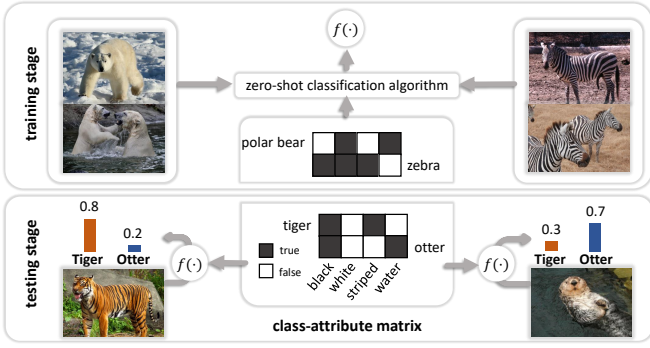 training stage
f(·)
zero-shot classification algorithm
polar bear
zebra
testing stage
0.8
0.2
Tiger Otter
f(·)
tiger
otter
true
false
black
white
striped
water
class-attribute matrix
f(·)
0.3
0.7
Tiger Otter